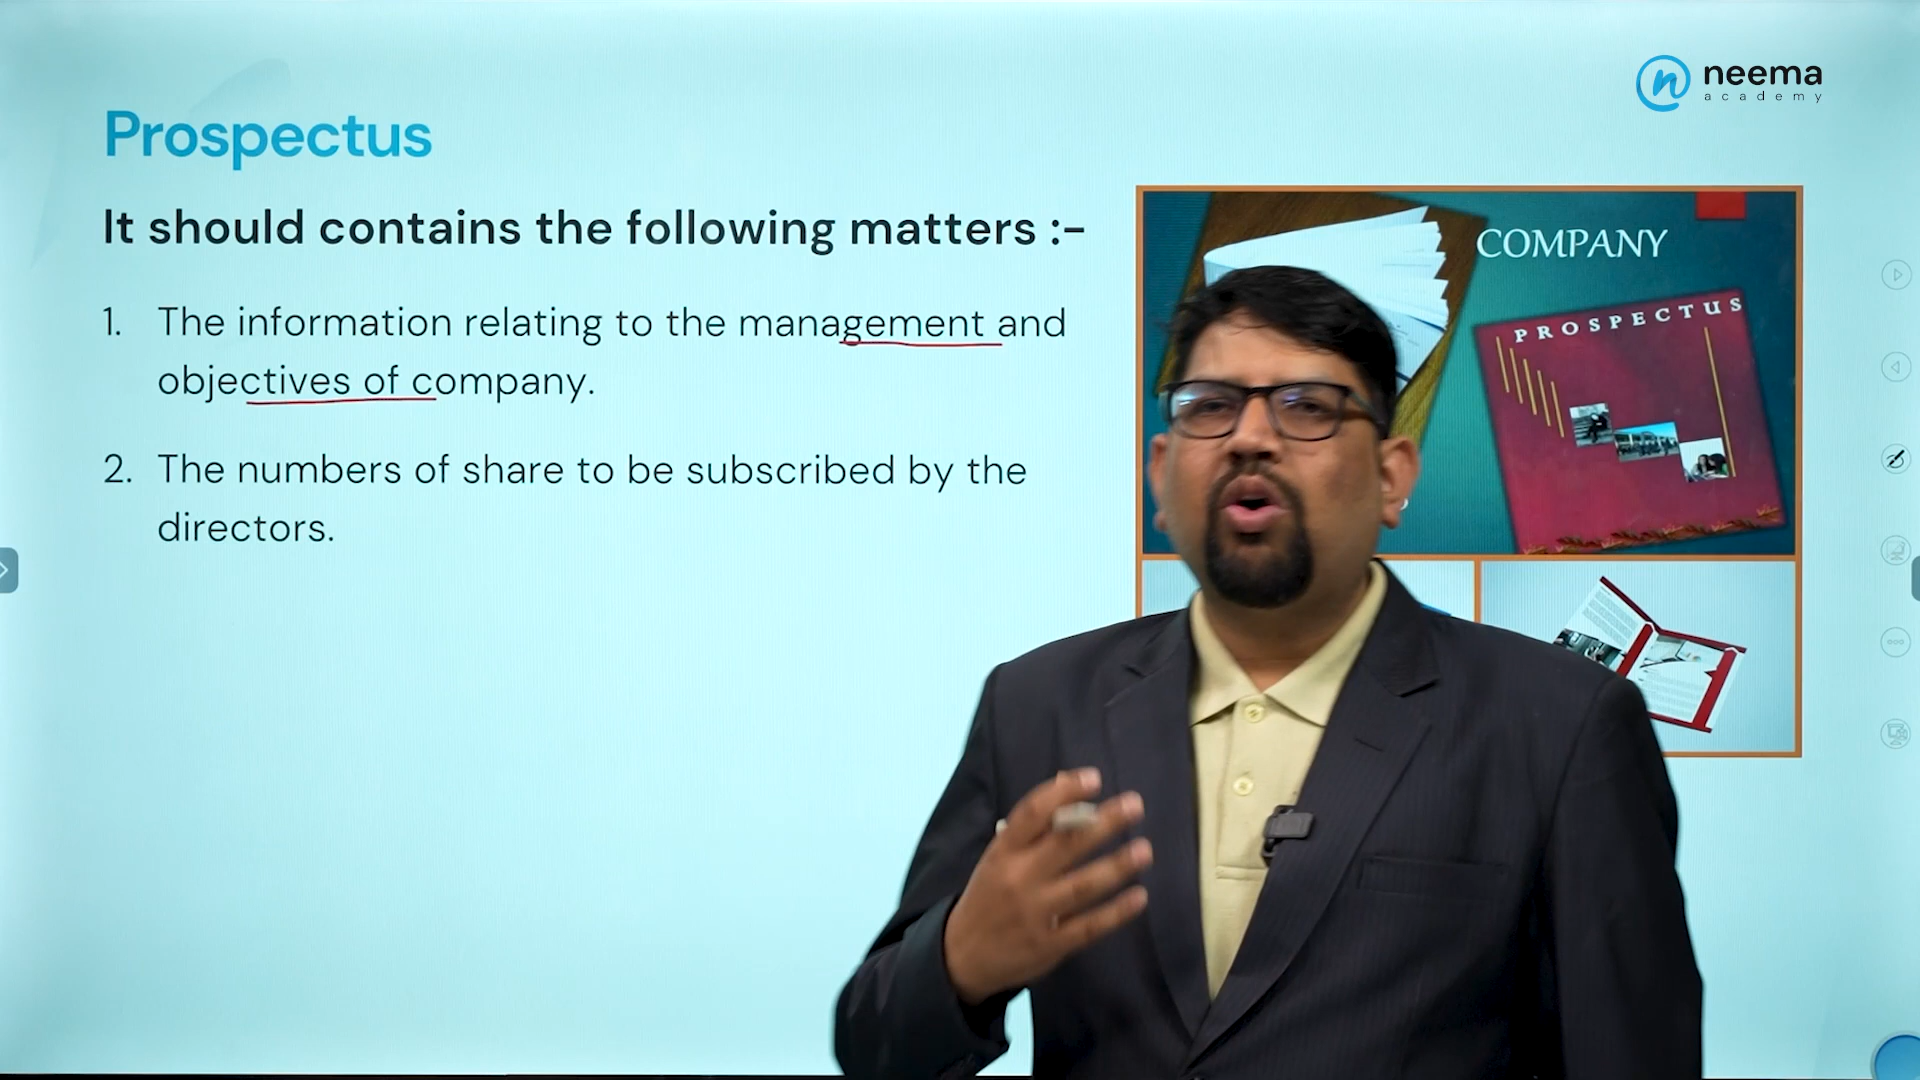 neema
academy
Prospectus
It should contains the following matters :-
1. The information relating to the management and
objectives of company.
2. The numbers of share to be subscribed by the
directors.
COMPANY
PROSPECTUS